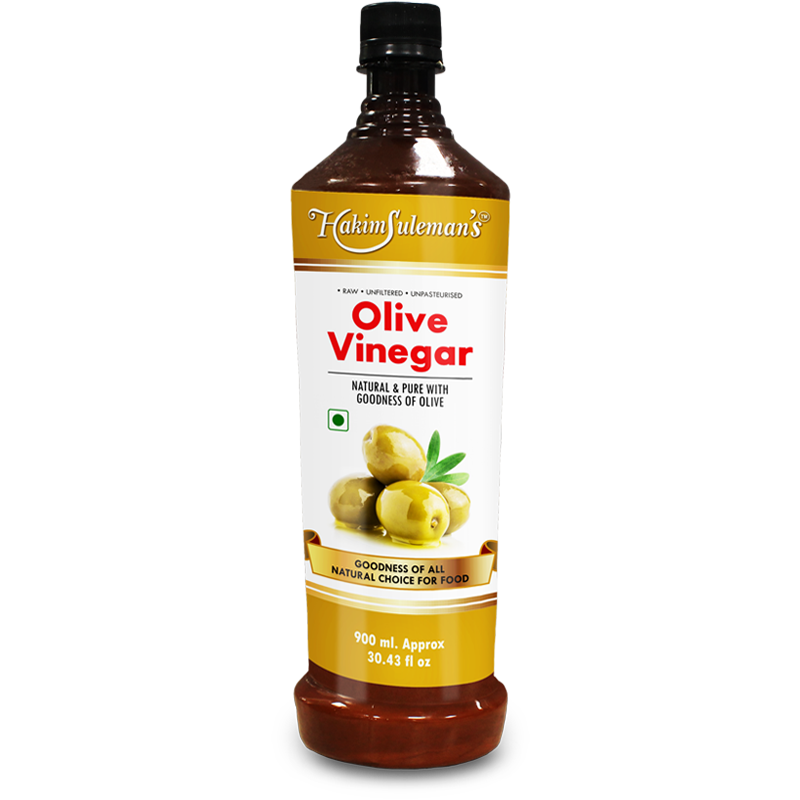 HakimSuleman's™
• RAW • UNFILTERED • UNPASTEURISED
Olive
Vinegar
NATURAL & PURE WITH
GOODNESS OF OLIVE
GOODNESS OF ALL
NATURAL CHOICE FOR FOOD
900 ml. Approx
30.43 fl oz